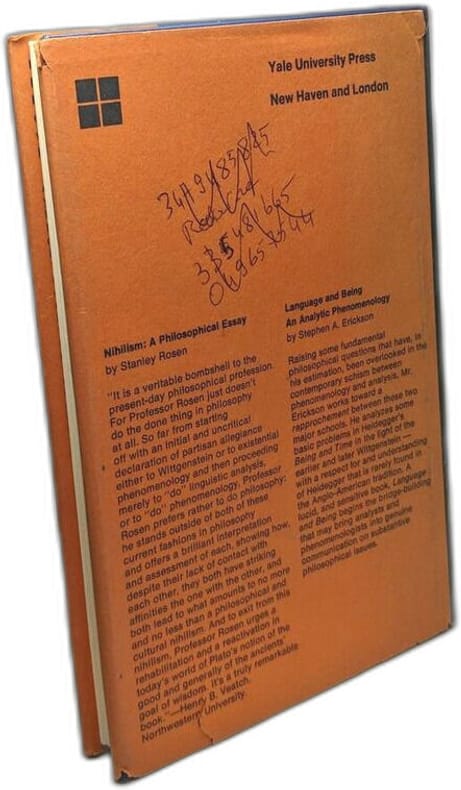 Yale University Press
New Haven and London
Nihilism: A Philosophical Essay
by Stanley Rosen
"It is a veritable bombshell to the
present-day philosophical profession.
For Professor Rosen just doesn't
do the done thing in philosophy
at all. So far from starting
off with an initial and uncritical
declaration of partisan allegiance
either to Wittgenstein or to existential
phenomenology and then proceeding
merely to "do" linguistic analysis,
or to "do" phenomenology, Professor
Rosen prefers rather to do philosophy:
he stands outside of both of these
current fashions in philosophy
and offers a brilliant interpretation
and assessment of each, showing how,
despite their lack of contact with
each other, they both have striking
affinities the one with the other, and
both lead to what amounts to no more
and no less than a philosophical and
cultural nihilism. And to exit from this
nihilism, Professor Rosen urges a
rehabilitation and a reactivation in
today's world of Plato's notion of the
good and generally of the ancients'
goal of wisdom. It's a truly remarkable
book."—Henry B. Veatch,
Northwestern University.
Language and Being
An Analytic Phenomenology
by Stephen A. Erickson
Raising some fundamental
philosophical questions that have, in
his estimation, been overlooked in the
contemporary schism between
phenomenology and analysis, Mr.
Erickson works toward a
rapprochement between these two
major schools. He analyzes some
basic problems in Heidegger's
Being and Time in the light of the
earlier and later Wittgenstein—
with a respect for and understanding
of Heidegger that is rarely found in
the Anglo-American tradition. A
lucid, and sensitive book, Language
and Being begins the bridge-building
that may bring analysts and
phenomenologists into genuine
communication on substantive
philosophical issues.